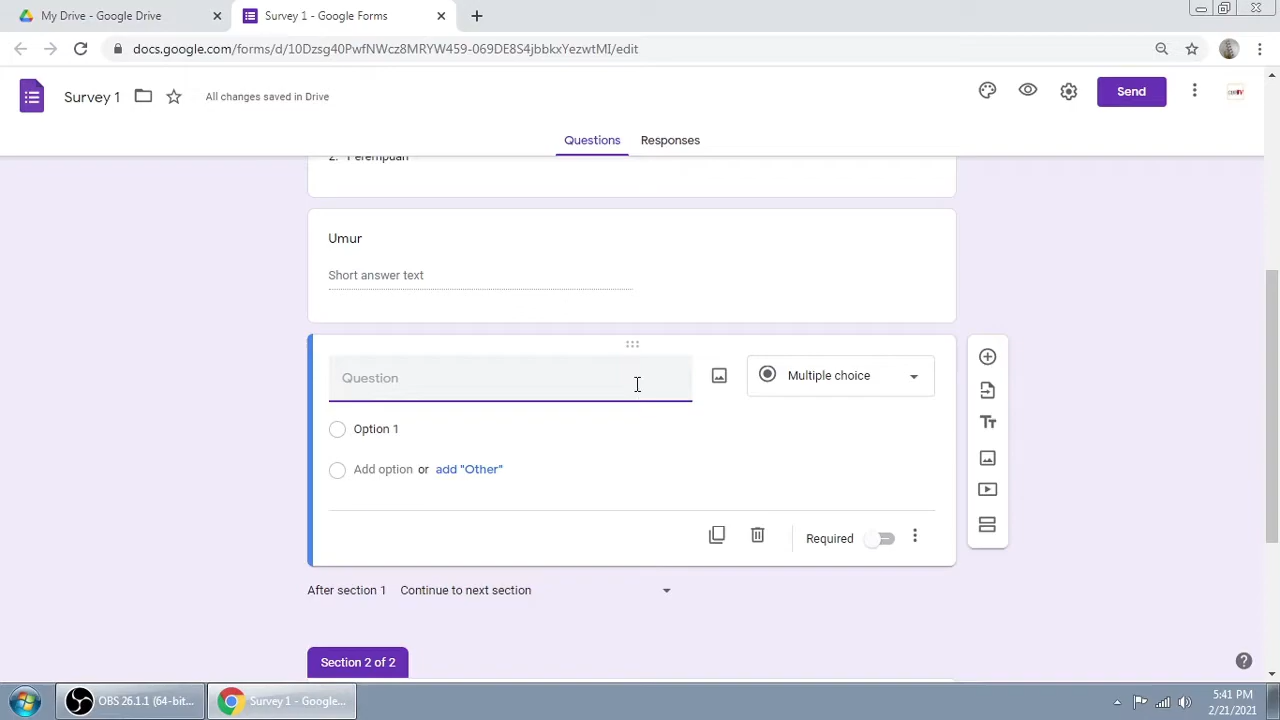 My Drive - Google Drive
Survey 1 - Google Forms
docs.google.com/forms/d/10Dzsg40PwfNWcz8MRYW459-069DE8S4jbbkxYezwtMI/edit
Survey 1
All changes saved in Drive
Send
Questions
Responses
2. Perempuan
Umur
Short answer text
Question
Multiple choice
Option 1
Add option or add "Other"
Required
After section 1 Continue to next section
Section 2 of 2
OBS 26.1.1 (64-bit...
Survey 1 - Google...
5:41 PM
2/21/2021